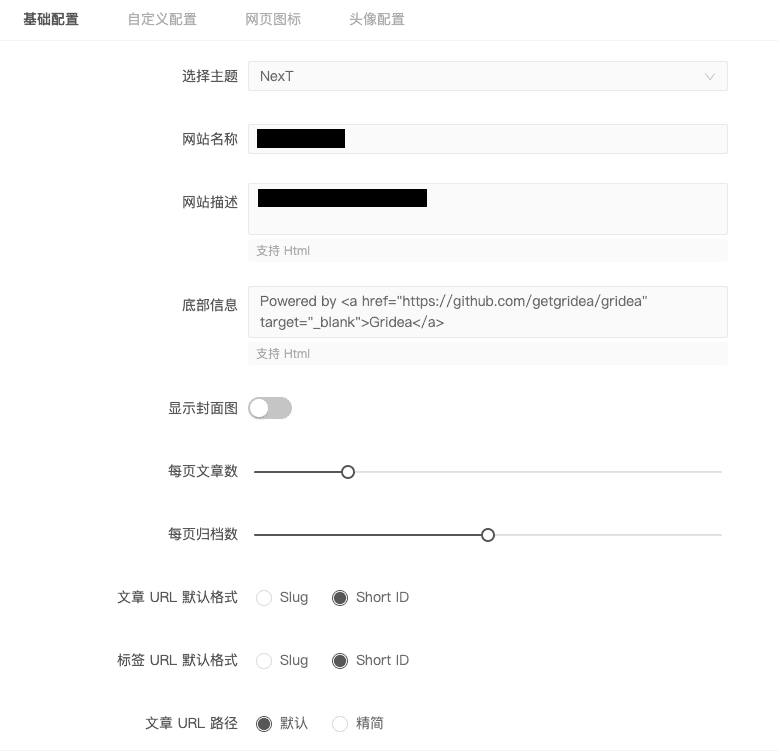 基础配置 自定义配置 网页图标 头像配置
选择主题 NexT
网站名称
网站描述
支持 Html
底部信息 Powered by <a href="https://github.com/getgridea/gridea"
target="_blank">Gridea</a>
支持 Html
显示封面图
每页文章数
每页归档数
文章 URL 默认格式 Slug Short ID
标签 URL 默认格式 Slug Short ID
文章 URL 路径 默认 精简